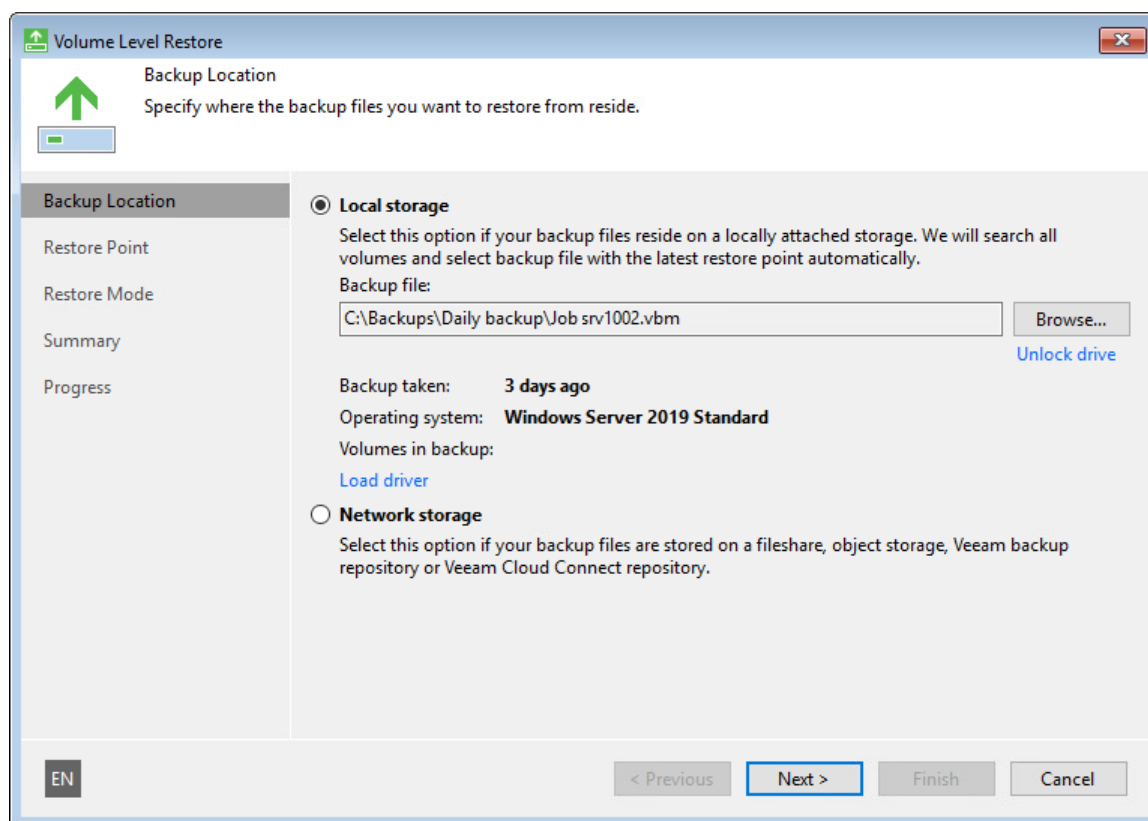 Volume Level Restore
Backup Location
Specify where the backup files you want to restore from reside.
Backup Location
Restore Point
Restore Mode
Summary
Progress
Local storage
Select this option if your backup files reside on a locally attached storage. We will search all
volumes and select backup file with the latest restore point automatically.
Backup file:
C:\Backups\Daily backup\Job srv1002.vbm
Browse...
Unlock drive
Backup taken: 3 days ago
Operating system: Windows Server 2019 Standard
Volumes in backup:
Load driver
Network storage
Select this option if your backup files are stored on a fileshare, object storage, Veeam backup
repository or Veeam Cloud Connect repository.
EN
< Previous
Next >
Finish
Cancel